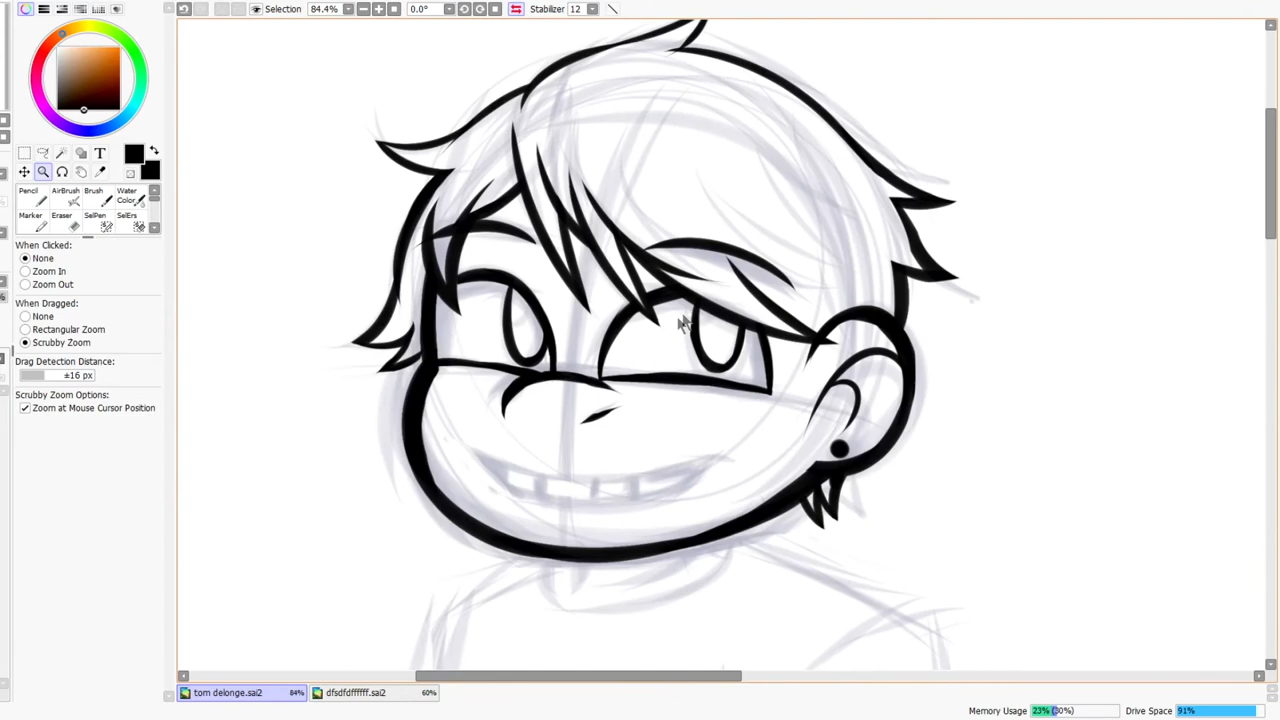 Selection 84.4% 0.0° Stabilizer 12
T
Pencil AirBrush Brush Water Color
Marker Eraser SelPen SelErs
When Clicked:
None
Zoom In
Zoom Out
When Dragged:
None
Rectangular Zoom
Scrubby Zoom
Drag Detection Distance:
±16 px
Scrubby Zoom Options:
Zoom at Mouse Cursor Position
tom delonge.sai2 84% dfsdfdffffff.sai2 60%
Memory Usage 23% (30%) Drive Space 91%